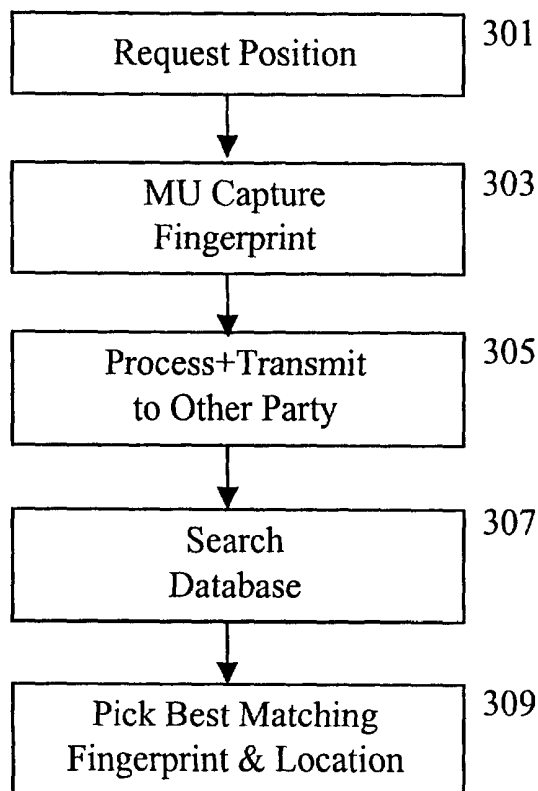 Request Position
301
MU Capture
Fingerprint
303
Process+Transmit
to Other Party
305
Search
Database
307
Pick Best Matching
Fingerprint & Location
309